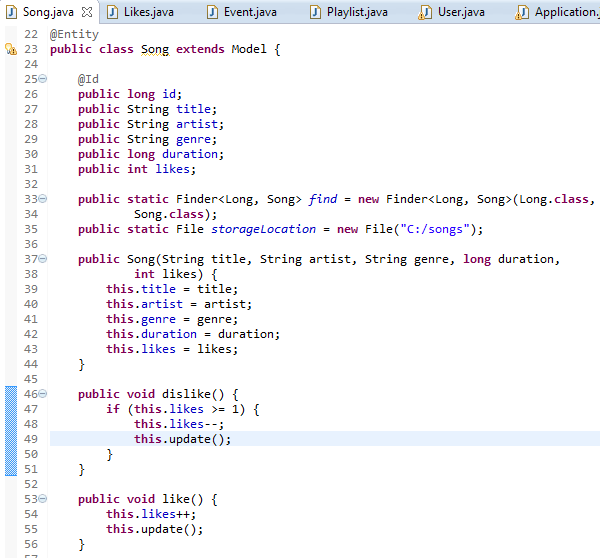 Song.java Likes.java Event.java Playlist.java User.java Application.
22 @Entity
23 public class Song extends Model {
24
25 @Id
26 public long id;
27 public String title;
28 public String artist;
29 public String genre;
30 public long duration;
31 public int likes;
32
33 public static Finder<Long, Song> find = new Finder<Long, Song>(Long.class,
34 Song.class);
35 public static File storageLocation = new File("C:/songs");
36
37 public Song(String title, String artist, String genre, long duration,
38 int likes) {
39 this.title = title;
40 this.artist = artist;
41 this.genre = genre;
42 this.duration = duration;
43 this.likes = likes;
44 }
45
46 public void dislike() {
47 if (this.likes >= 1) {
48 this.likes--;
49 this.update();
50 }
51 }
52
53 public void like() {
54 this.likes++;
55 this.update();
56 }